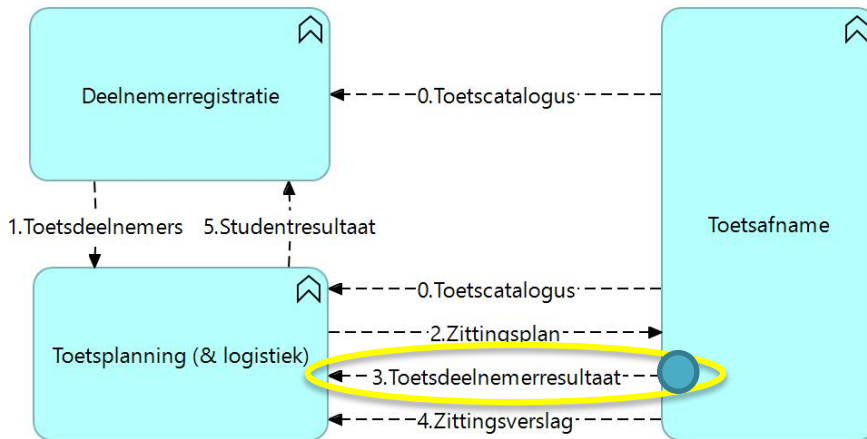 Deelnemerregistratie
0.Toetscatalogus
Toetsafname
1.Toetsdeelnemers
5.Studentresultaat
0.Toetscatalogus
2.Zittingsplan
Toetsplanning (& logistiek)
3.Toetsdeelnemerresultaat
4.Zittingsverslag